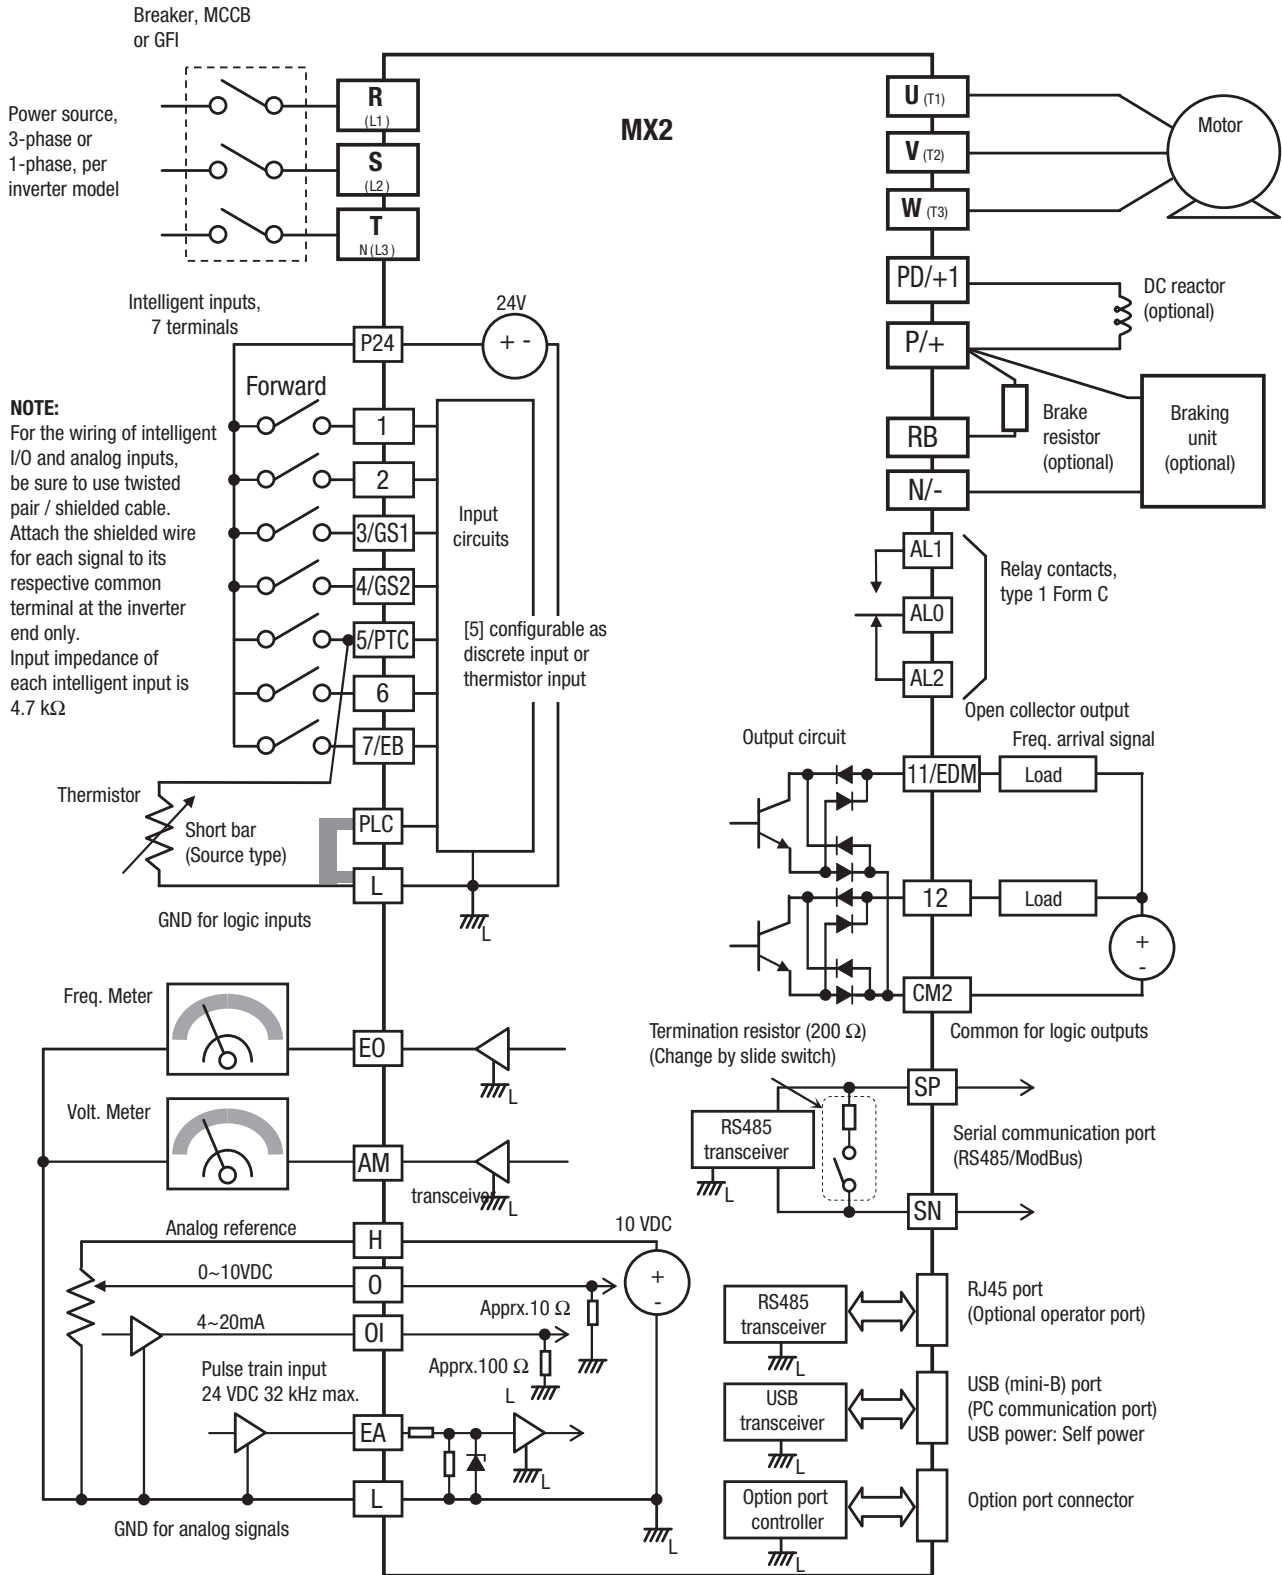 Breaker, MCCB
or GFI
Power source,
3-phase or
1-phase, per
inverter model
R
(L1)
S
(L2)
T
N(L3)
MX2
U (T1)
V (T2)
W (T3)
Motor
PD/+1
P/+
RB
N/-
DC reactor
(optional)
Brake
resistor
(optional)
Braking
unit
(optional)
Intelligent inputs,
7 terminals
24V
+ -
P24
Forward
1
2
3/GS1
4/GS2
5/PTC
6
7/EB
PLC
L
Input
circuits
[5] configurable as
discrete input or
thermistor input
NOTE:
For the wiring of intelligent
I/O and analog inputs,
be sure to use twisted
pair / shielded cable.
Attach the shielded wire
for each signal to its
respective common
terminal at the inverter
end only.
Input impedance of
each intelligent input is
4.7 kΩ
Thermistor
Short bar
(Source type)
GND for logic inputs
L
AL1
AL0
AL2
Relay contacts,
type 1 Form C
Open collector output
Output circuit
Freq. arrival signal
11/EDM
Load
12
Load
+
-
CM2
Common for logic outputs
Freq. Meter
EO
L
Volt. Meter
AM
transceiver
L
Termination resistor (200 Ω)
(Change by slide switch)
SP
RS485
transceiver
L
SN
Serial communication port
(RS485/ModBus)
Analog reference
H
10 VDC
+
-
0~10VDC
O
Apprx.10 Ω
4~20mA
OI
Apprx.100 Ω
L
Pulse train input
24 VDC 32 kHz max.
EA
L
L
L
GND for analog signals
RS485
transceiver
L
RJ45 port
(Optional operator port)
USB
transceiver
L
USB (mini-B) port
(PC communication port)
USB power: Self power
Option port
controller
L
Option port connector